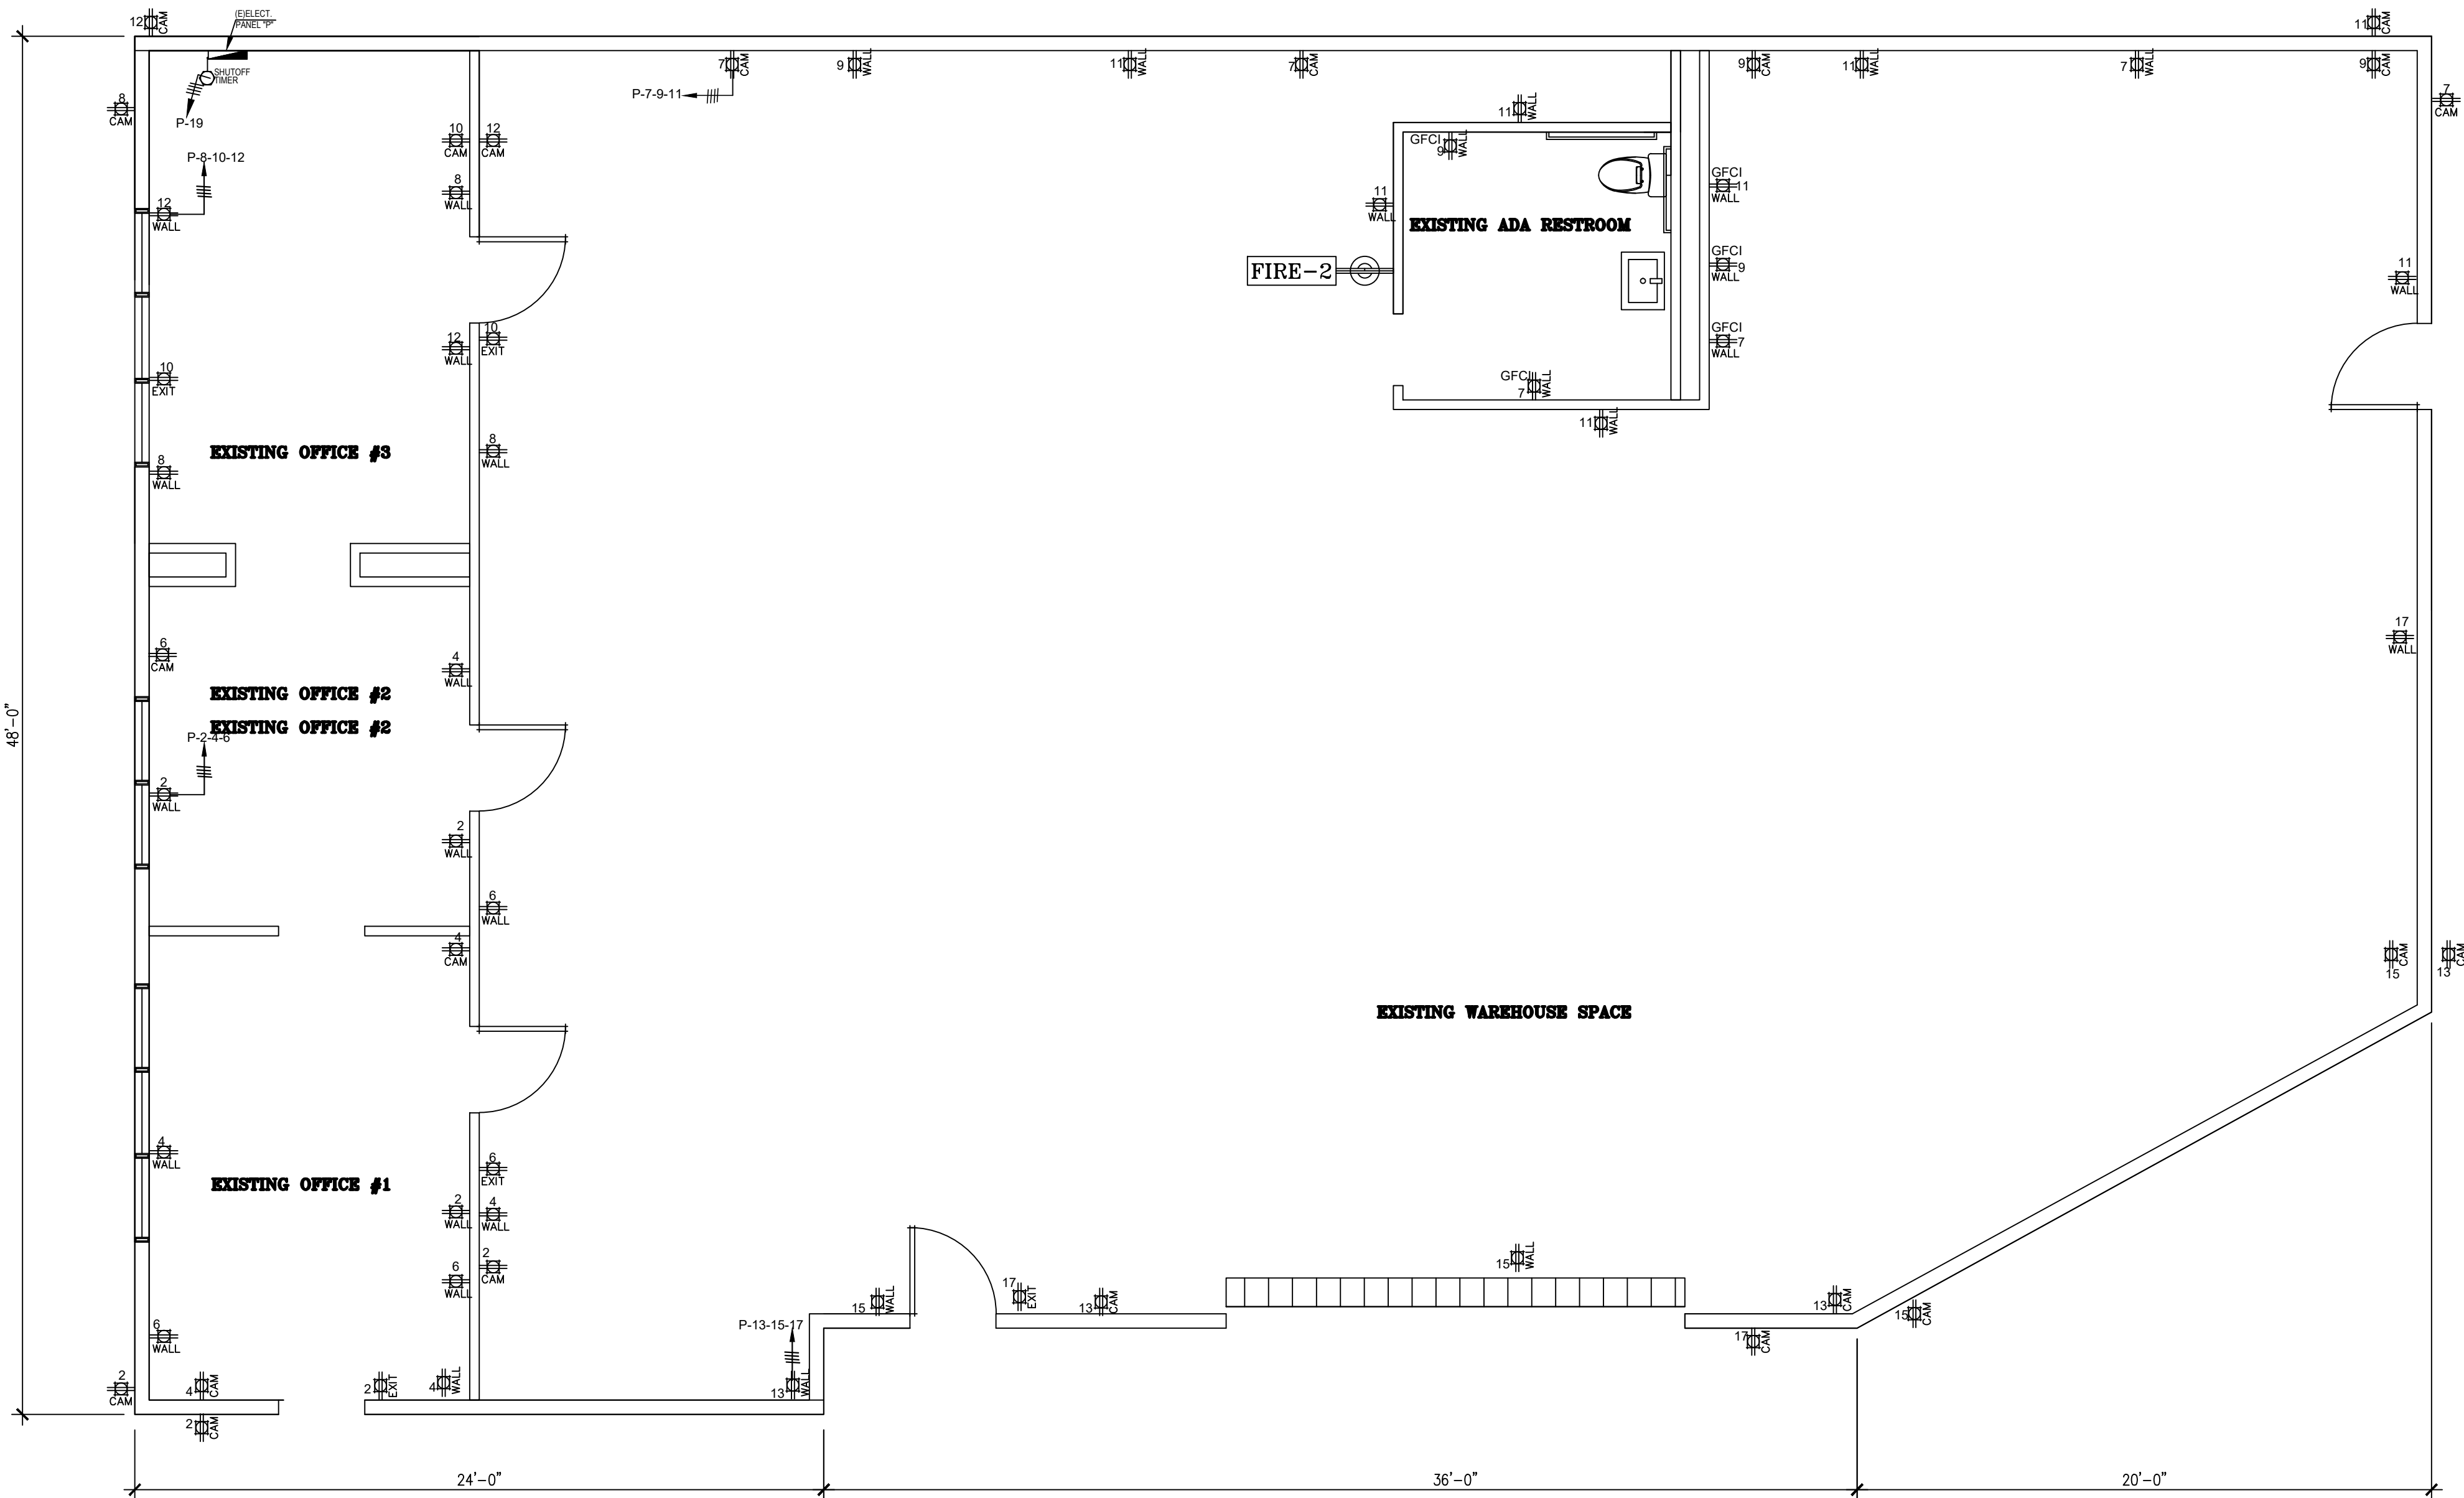 12
CAM
(E)ELECT.
PANEL "P"
11
CAM
SHUTOFF
TIMER
7
CAM
9
WALL
11
WALL
7
CAM
9
CAM
11
WALL
7
WALL
9
CAM
8
CAM
P-19
P-7-9-11
7
CAM
11
WALL
10
CAM
12
CAM
GFCI
9
WALL
P-8-10-12
8
WALL
GFCI
11
WALL
12
WALL
11
WALL
EXISTING ADA RESTROOM
GFCI
9
WALL
FIRE-2
11
WALL
12
WALL
10
EXIT
GFCI
7
WALL
10
EXIT
GFCI
7
WALL
11
WALL
EXISTING OFFICE #3
8
WALL
8
WALL
6
CAM
4
WALL
17
WALL
EXISTING OFFICE #2
48'-0"
EXISTING OFFICE #2
P-2-4-6
2
WALL
2
WALL
6
WALL
4
CAM
15
CAM
13
CAM
EXISTING WAREHOUSE SPACE
4
WALL
6
EXIT
EXISTING OFFICE #1
2
WALL
4
WALL
2
CAM
6
WALL
15
WALL
17
EXIT
13
CAM
15
WALL
13
CAM
15
CAM
6
WALL
P-13-15-17
17
CAM
2
CAM
4
CAM
2
EXIT
4
WALL
13
WALL
2
CAM
24'-0"
36'-0"
20'-0"